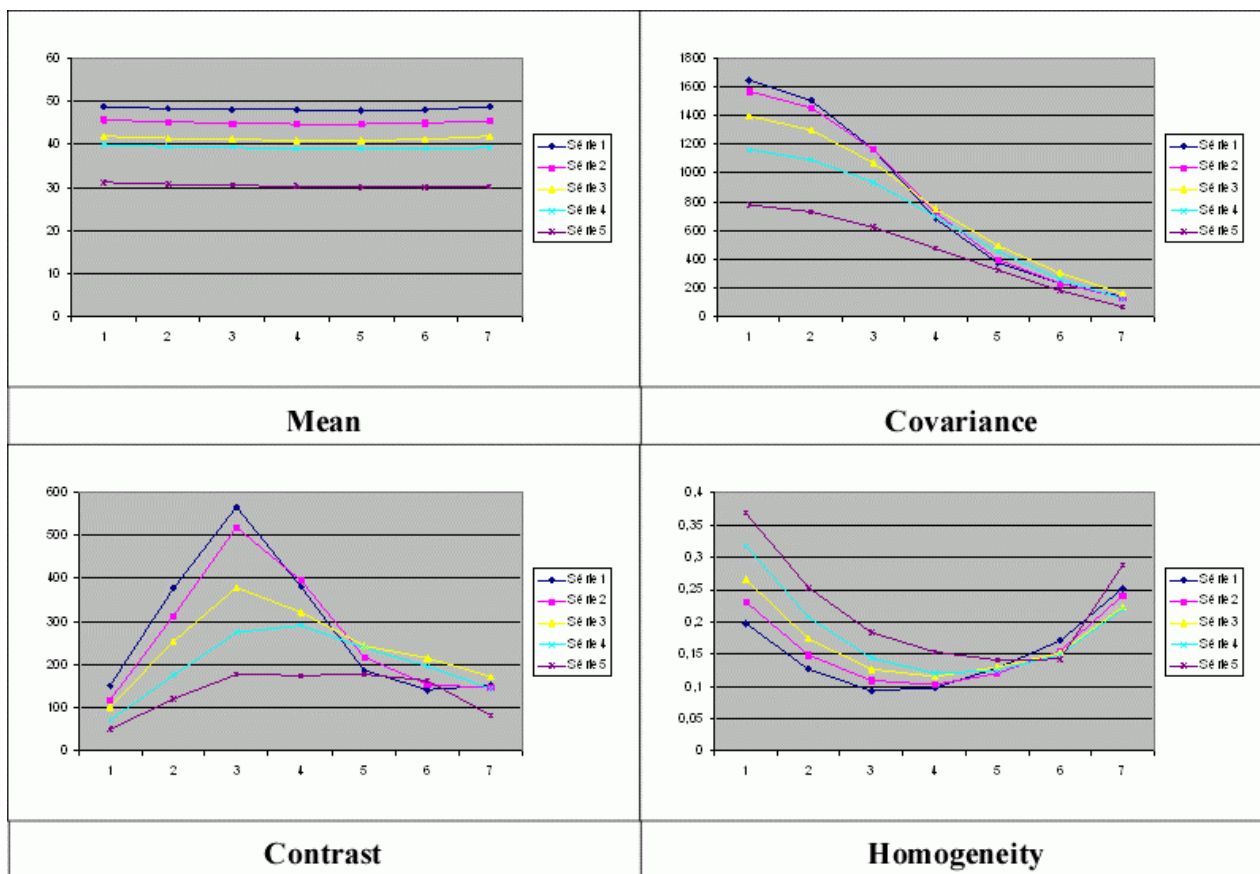 60
50
40
30
20
10
0
1 2 3 4 5 6 7
Série 1
Série 2
Série 3
Série 4
Série 5
Mean
1800
1600
1400
1200
1000
800
600
400
200
0
1 2 3 4 5 6 7
Série 1
Série 2
Série 3
Série 4
Série 5
Covariance
600
500
400
300
200
100
0
1 2 3 4 5 6 7
Série 1
Série 2
Série 3
Série 4
Série 5
Contrast
0,4
0,35
0,3
0,25
0,2
0,15
0,1
0,05
0
1 2 3 4 5 6 7
Série 1
Série 2
Série 3
Série 4
Série 5
Homogeneity